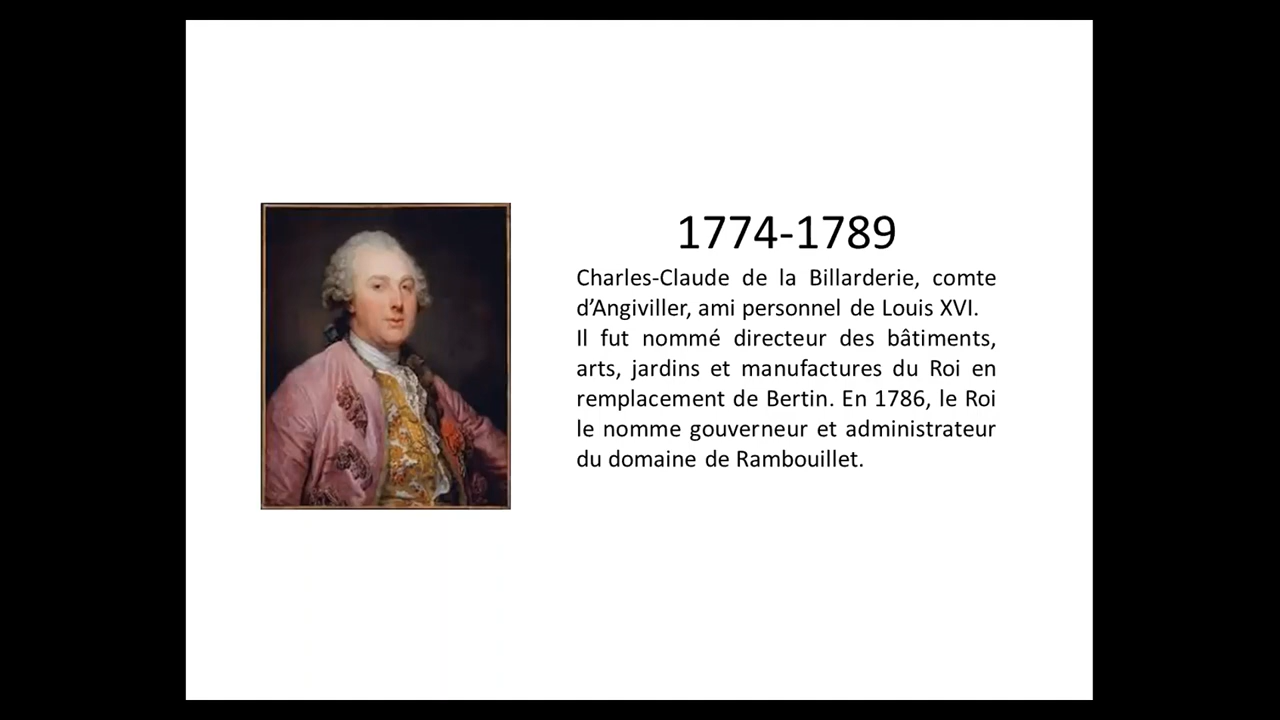 1774-1789
Charles-Claude de la Billarderie, comte
d’Angiviller, ami personnel de Louis XVI.
Il fut nommé directeur des bâtiments,
arts, jardins et manufactures du Roi en
remplacement de Bertin. En 1786, le Roi
le nomme gouverneur et administrateur
du domaine de Rambouillet.